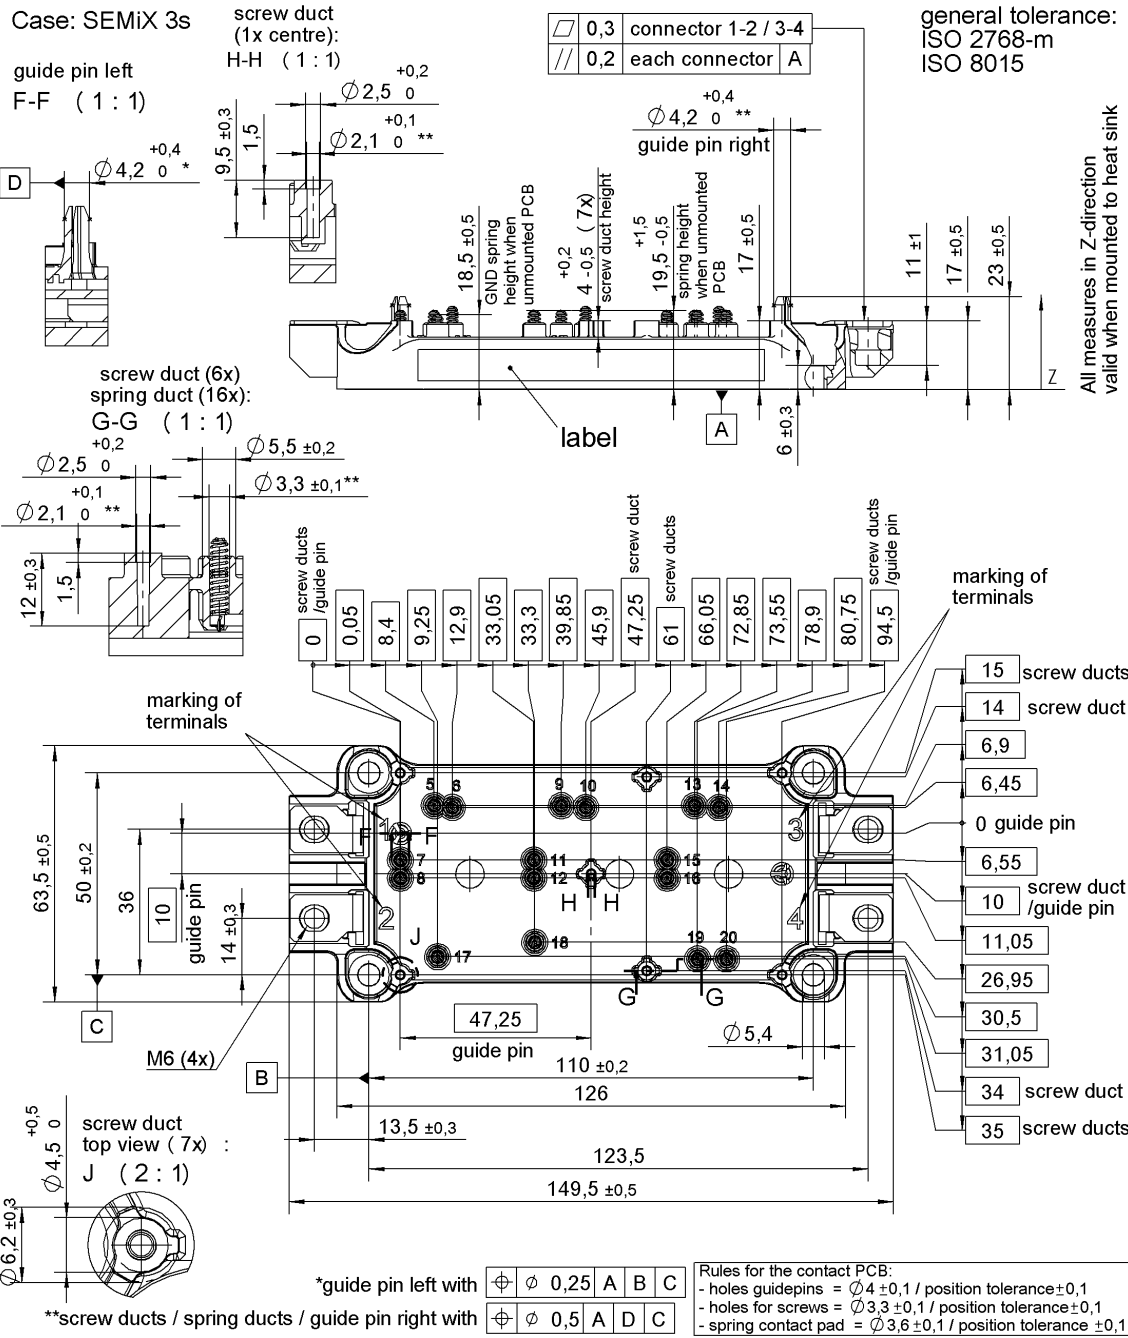 Case: SEMiX 3s
screw duct
(1x centre):
H-H ( 1 : 1 )
guide pin left
F-F ( 1 : 1 )
⏥ 0,3 connector 1-2 / 3-4
// 0,2 each connector A
general tolerance:
ISO 2768-m
ISO 8015
+0,2
Ø 2,5 0
+0,1
Ø 2,1 0 **
9,5 ±0,3
1,5
+0,4
Ø 4,2 0 *
D
+0,4
Ø 4,2 0 **
guide pin right
18,5 ±0,5
GND spring
height when
unmounted PCB
+0,2
4 -0,5 ( 7x)
screw duct height
+1,5
19,5 -0,5
spring height
when unmounted
PCB
17 ±0,5
11 ±1
17 ±0,5
23 ±0,5
Z
All measures in Z-direction
valid when mounted to heat sink
6 ±0,3
A
label
screw duct (6x)
spring duct (16x):
G-G ( 1 : 1 )
+0,2
Ø 2,5 0
+0,1
Ø 2,1 0 **
Ø 5,5 ±0,2
Ø 3,3 ±0,1**
12 ±0,3
1,5
screw ducts
/guide pin
screw duct
screw ducts
screw ducts
/guide pin
0
0,05
8,4
9,25
12,9
33,05
33,3
39,85
45,9
47,25
61
66,05
72,85
73,55
78,9
80,75
94,5
marking of
terminals
marking of
terminals
15 screw ducts
14 screw duct
6,9
6,45
0 guide pin
6,55
10 screw duct
/guide pin
11,05
26,95
30,5
31,05
34 screw duct
35 screw ducts
5
6
9
10
13
14
1
F
F
3
7
8
11
12
15
16
H
H
2
4
J
17
18
19
20
G
G
63,5 ±0,5
50 ±0,2
36
10
guide pin
14 ±0,3
C
M6 (4x)
47,25
guide pin
Ø 5,4
B
110 ±0,2
126
13,5 ±0,3
123,5
149,5 ±0,5
screw duct
top view ( 7x) :
J ( 2 : 1 )
+0,5
Ø 4,5 0
Ø 6,2 ±0,3
*guide pin left with ⌖ Ø 0,25 A B C
**screw ducts / spring ducts / guide pin right with ⌖ Ø 0,5 A D C
Rules for the contact PCB:
- holes guidepins = Ø 4 ±0,1 / position tolerance±0,1
- holes for screws = Ø 3,3 ±0,1 / position tolerance±0,1
- spring contact pad = Ø 3,6 ±0,1 / position tolerance ±0,1